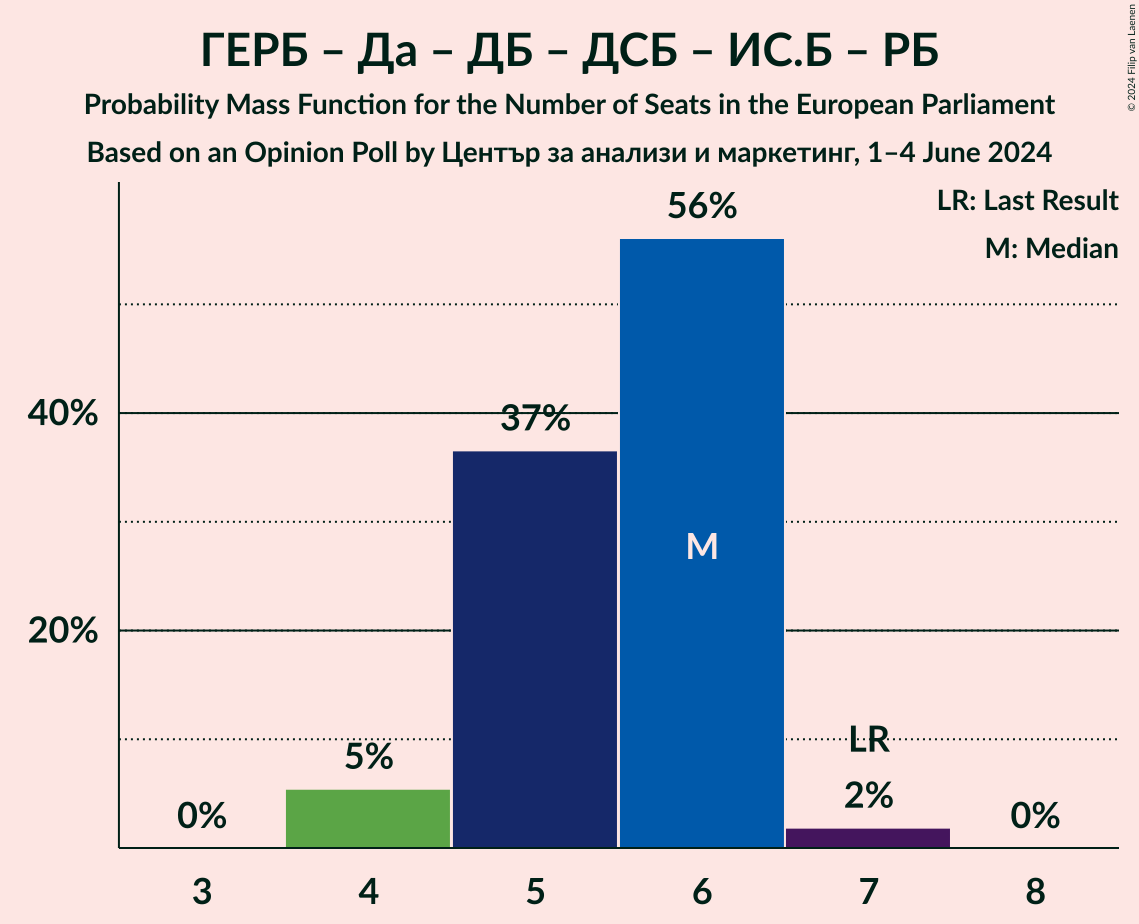 ГЕРБ – Да – ДБ – ДСБ – ИС.Б – РБ
Probability Mass Function for the Number of Seats in the European Parliament
Based on an Opinion Poll by Център за анализи и маркетинг, 1–4 June 2024
© 2024 Filip van Laenen
LR: Last Result
M: Median
56%
40%
37%
M
20%
LR
5%
2%
0%
0%
3 4 5 6 7 8